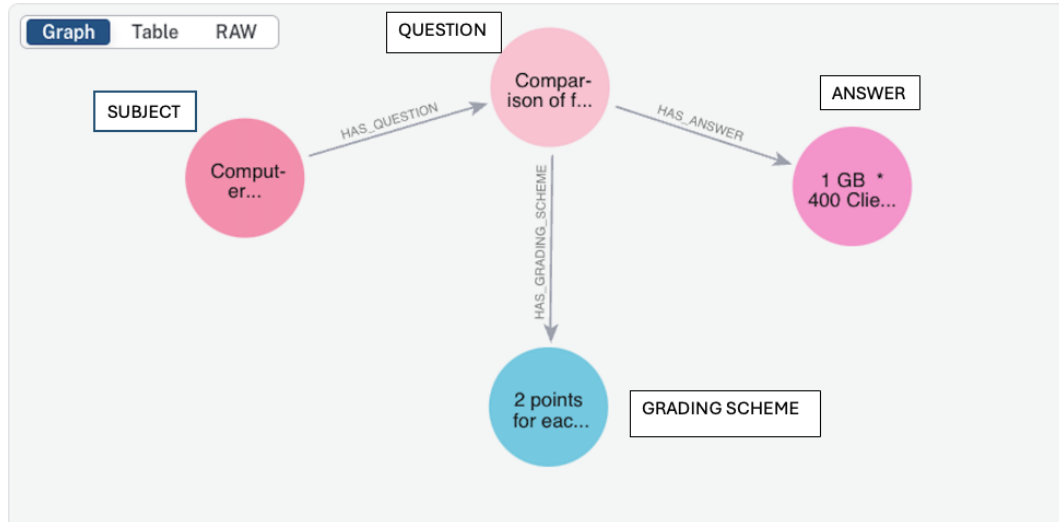 Graph Table RAW
QUESTION
SUBJECT
HAS_QUESTION
Compar-
ison of f...
HAS_ANSWER
ANSWER
Comput-
er...
1 GB *
400 Clie...
HAS_GRADING_SCHEME
2 points
for eac...
GRADING SCHEME